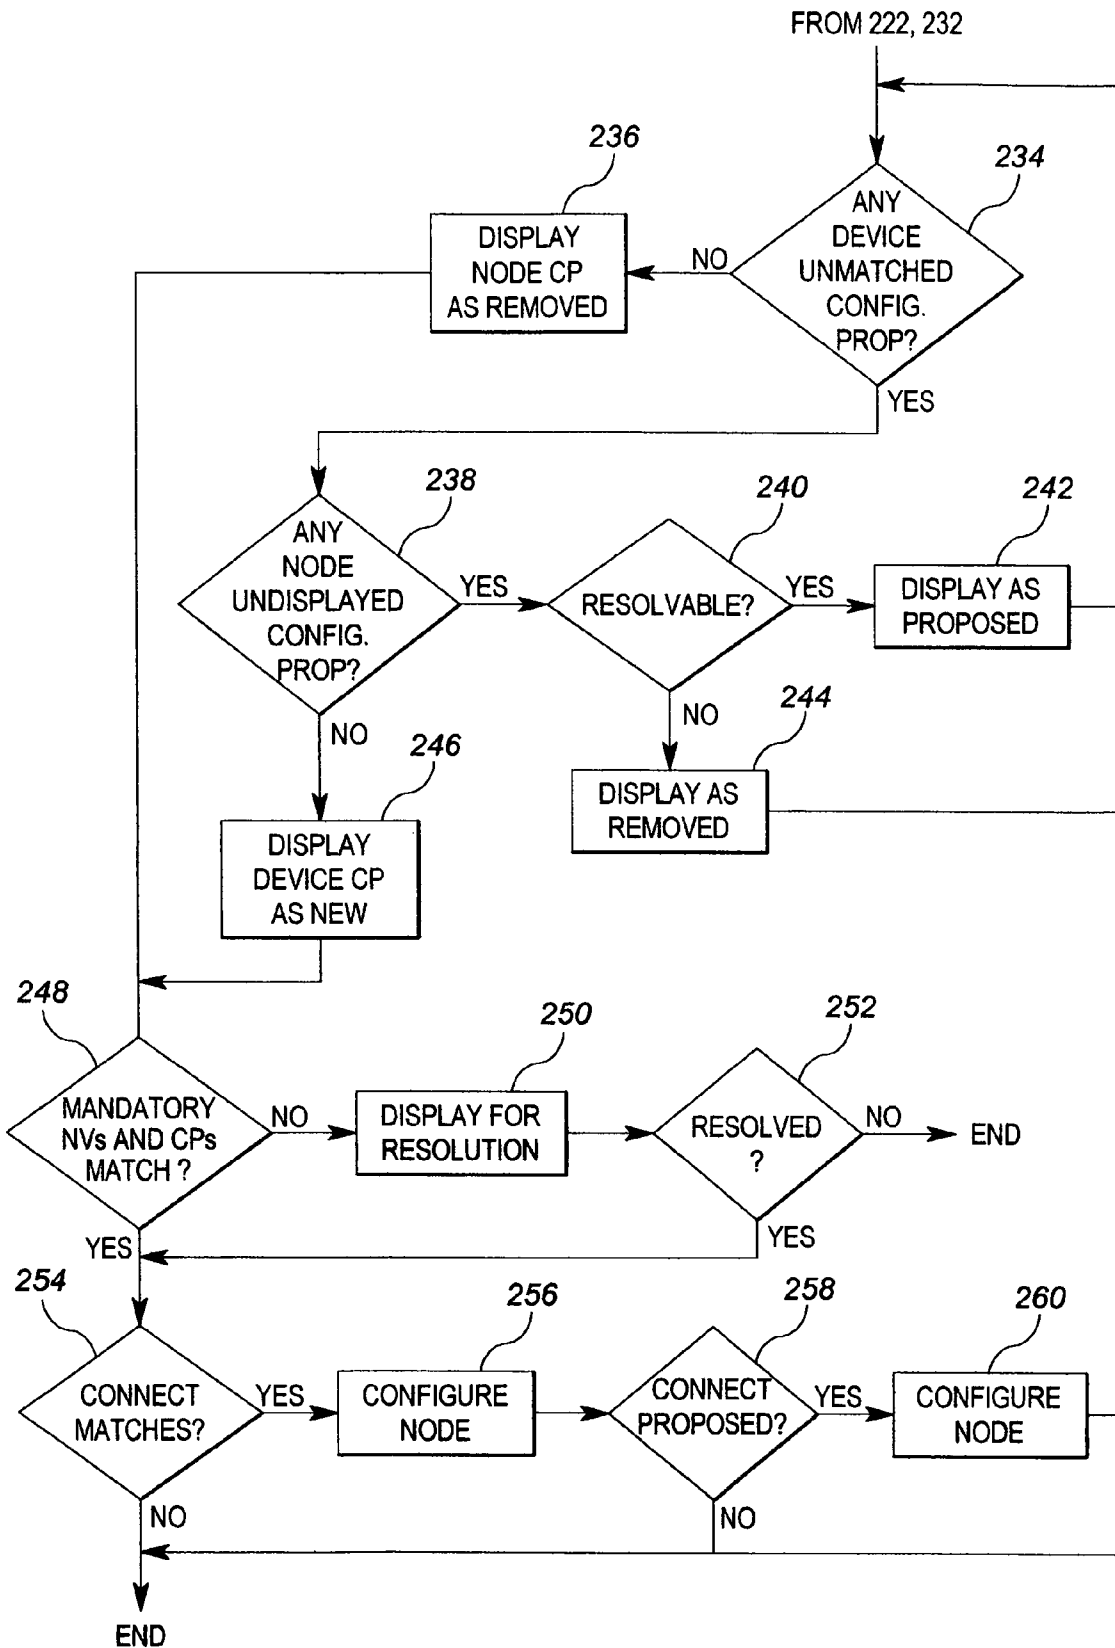 FROM 222, 232
236
234
DISPLAY
NODE CP
AS REMOVED
NO
ANY
DEVICE
UNMATCHED
CONFIG.
PROP?
YES
238
240
242
ANY
NODE
UNDISPLAYED
CONFIG.
PROP?
YES
RESOLVABLE?
YES
DISPLAY AS
PROPOSED
NO
NO
246
244
DISPLAY
DEVICE CP
AS NEW
DISPLAY AS
REMOVED
248
250
252
MANDATORY
NVs AND CPs
MATCH ?
NO
DISPLAY FOR
RESOLUTION
RESOLVED
?
NO
END
YES
YES
254
256
258
260
CONNECT
MATCHES?
YES
CONFIGURE
NODE
CONNECT
PROPOSED?
YES
CONFIGURE
NODE
NO
NO
END